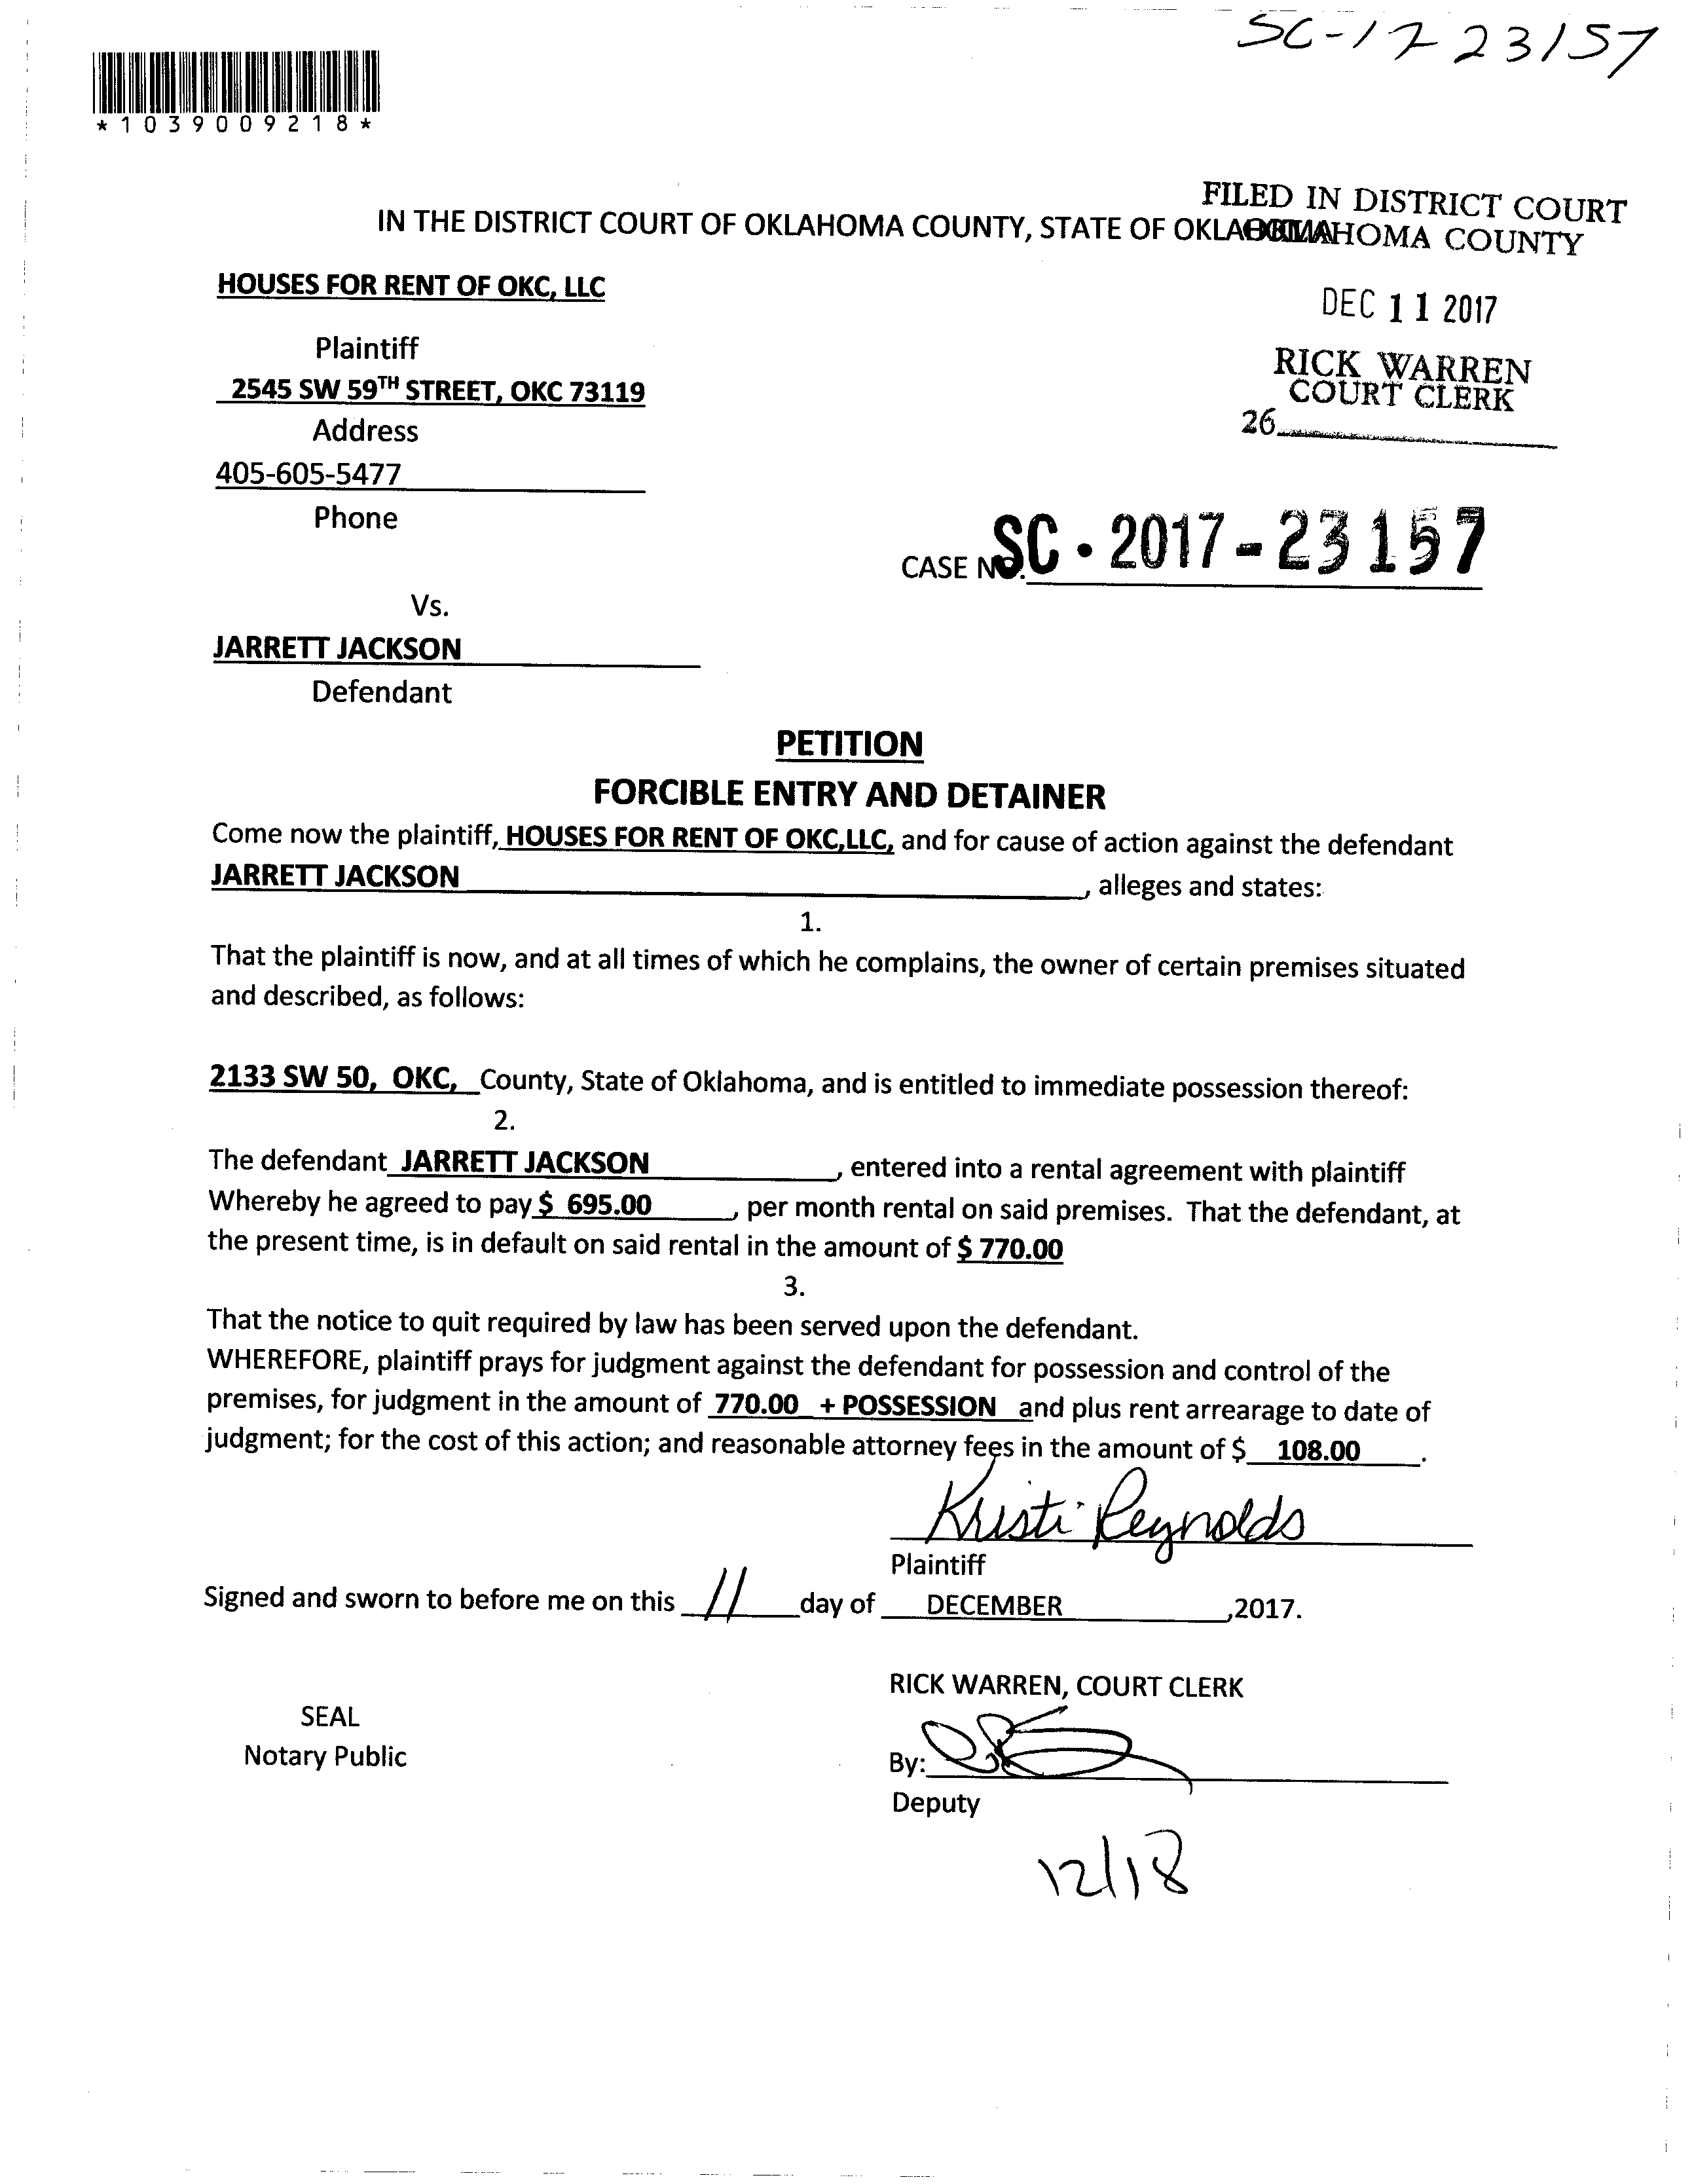 SC-17 23157
*1039009218*
FILED IN DISTRICT COURT
OKLAHOMA COUNTY
IN THE DISTRICT COURT OF OKLAHOMA COUNTY, STATE OF OKLAHOMA
HOUSES FOR RENT OF OKC, LLC
DEC 11 2017
Plaintiff
RICK WARREN
2545 SW 59TH STREET, OKC 73119
COURT CLERK
Address
26
405-605-5477
Phone
CASE NO. SC-2017-23157
Vs.
JARRETT JACKSON
Defendant
PETITION
FORCIBLE ENTRY AND DETAINER
Come now the plaintiff, HOUSES FOR RENT OF OKC,LLC, and for cause of action against the defendant
JARRETT JACKSON, alleges and states:
1.
That the plaintiff is now, and at all times of which he complains, the owner of certain premises situated
and described, as follows:
2133 SW 50, OKC, County, State of Oklahoma, and is entitled to immediate possession thereof:
2.
The defendant JARRETT JACKSON, entered into a rental agreement with plaintiff
Whereby he agreed to pay $ 695.00, per month rental on said premises. That the defendant, at
the present time, is in default on said rental in the amount of $ 770.00
3.
That the notice to quit required by law has been served upon the defendant.
WHEREFORE, plaintiff prays for judgment against the defendant for possession and control of the
premises, for judgment in the amount of 770.00 + POSSESSION and plus rent arrearage to date of
judgment; for the cost of this action; and reasonable attorney fees in the amount of $ 108.00.
Kristi Reynolds
Plaintiff
Signed and sworn to before me on this 11 day of DECEMBER,2017.
RICK WARREN, COURT CLERK
SEAL
Notary Public
By:
Deputy
12/18